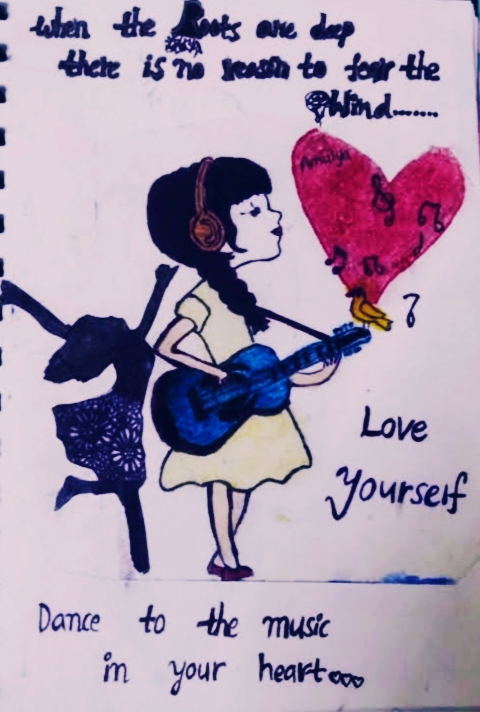 when the Roots are deep
there is no reason to fear the
Wind.......
Amulya
Love
Yourself
Dance to the music
in your heart